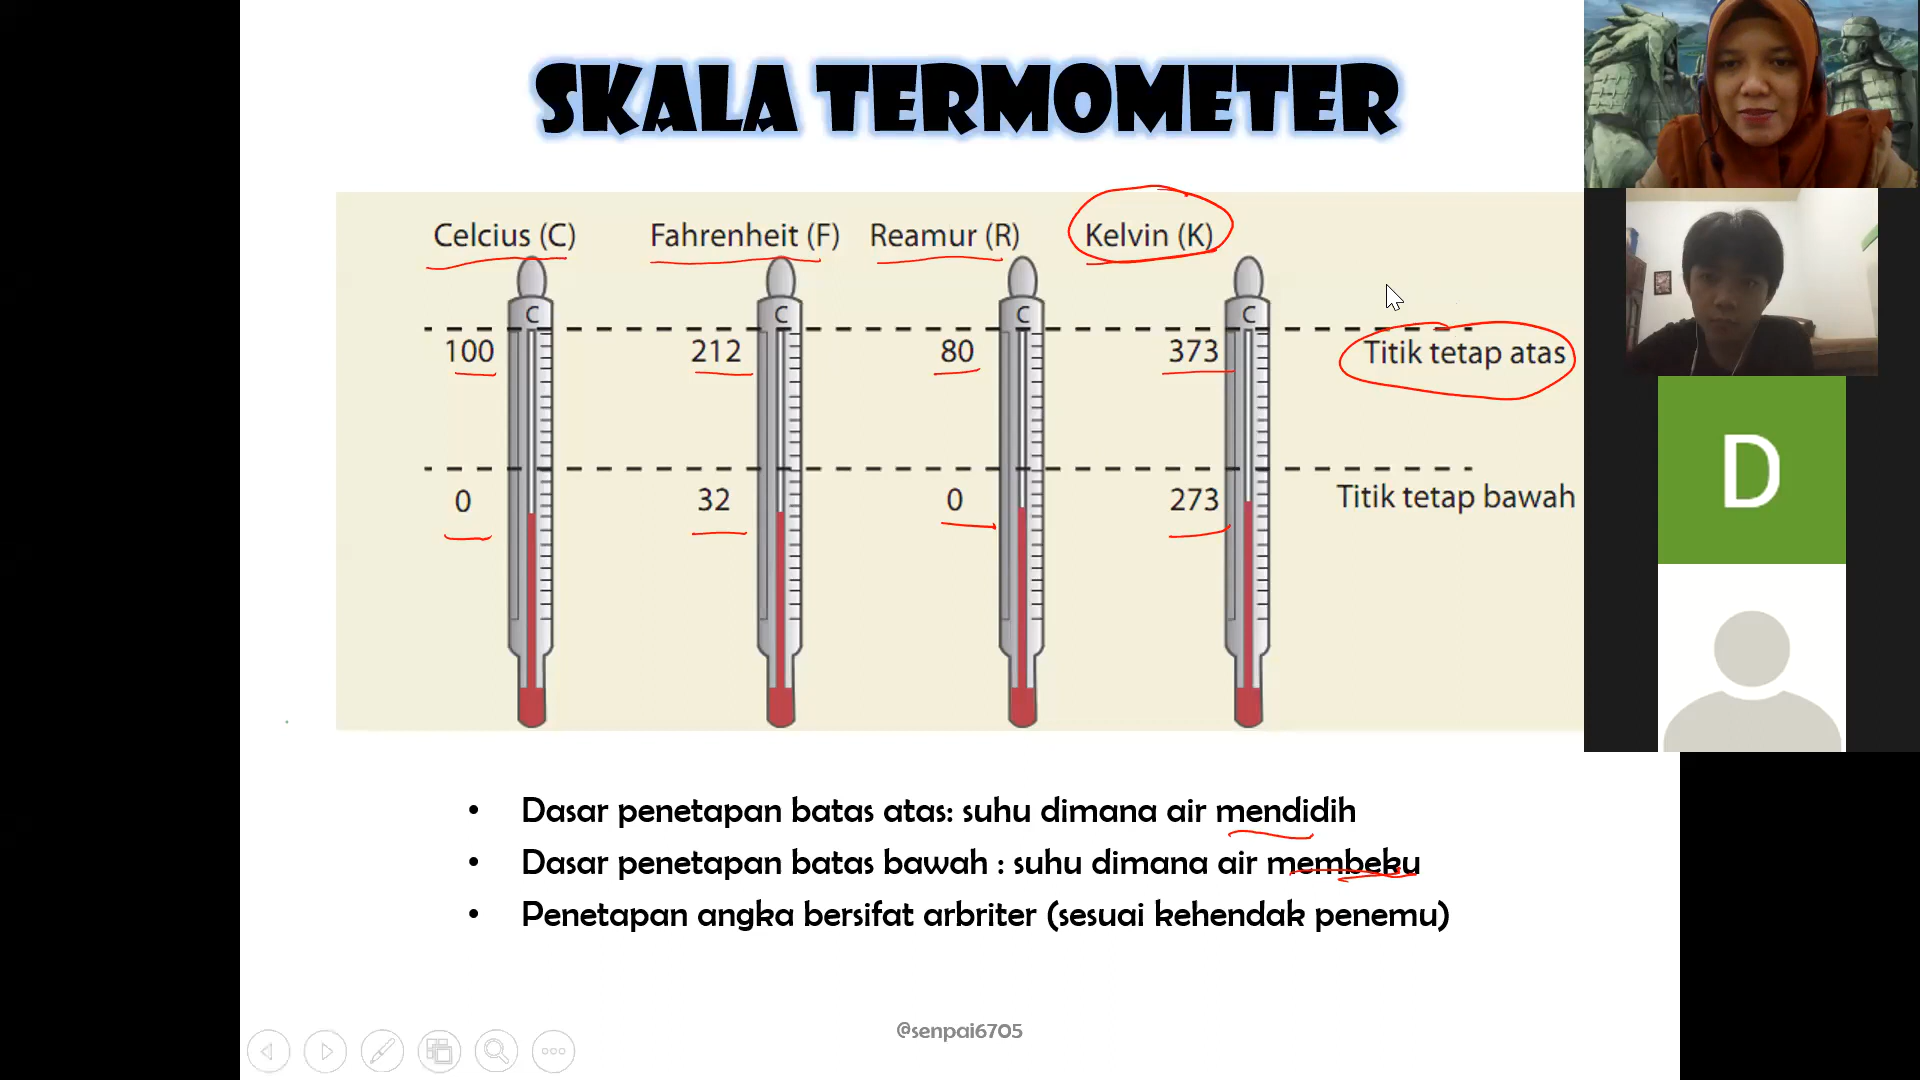 SKALA TERMOMETER
Celcius (C) Fahrenheit (F) Reamur (R) Kelvin (K)
C C C C
100 212 80 373 Titik tetap atas
0 32 0 273 Titik tetap bawah
• Dasar penetapan batas atas: suhu dimana air mendidih
• Dasar penetapan batas bawah : suhu dimana air membeku
• Penetapan angka bersifat arbriter (sesuai kehendak penemu)
@senpai6705
D